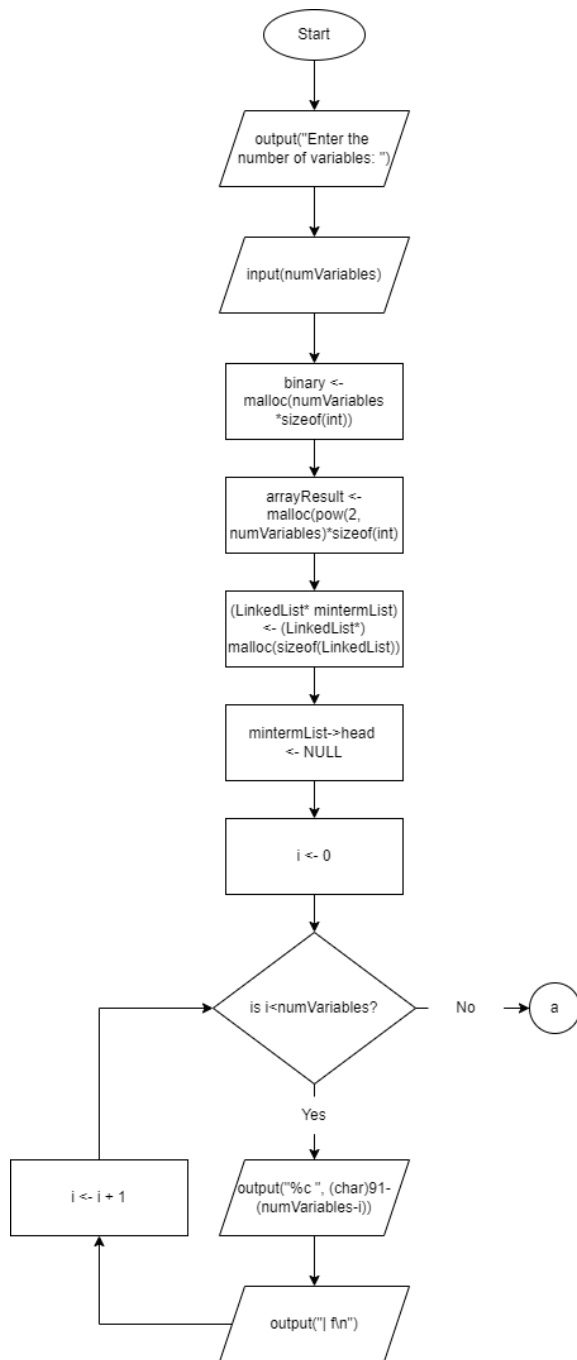 Start
output("Enter the
number of variables: ")
input(numVariables)
binary <-
malloc(numVariables
*sizeof(int))
arrayResult <-
malloc(pow(2,
numVariables)*sizeof(int)
(LinkedList* mintermList)
<- (LinkedList*)
malloc(sizeof(LinkedList))
mintermList->head
<- NULL
i <- 0
is i<numVariables?
No
a
Yes
output("%c ", (char)91-
(numVariables-i))
i <- i + 1
output("| f\n")